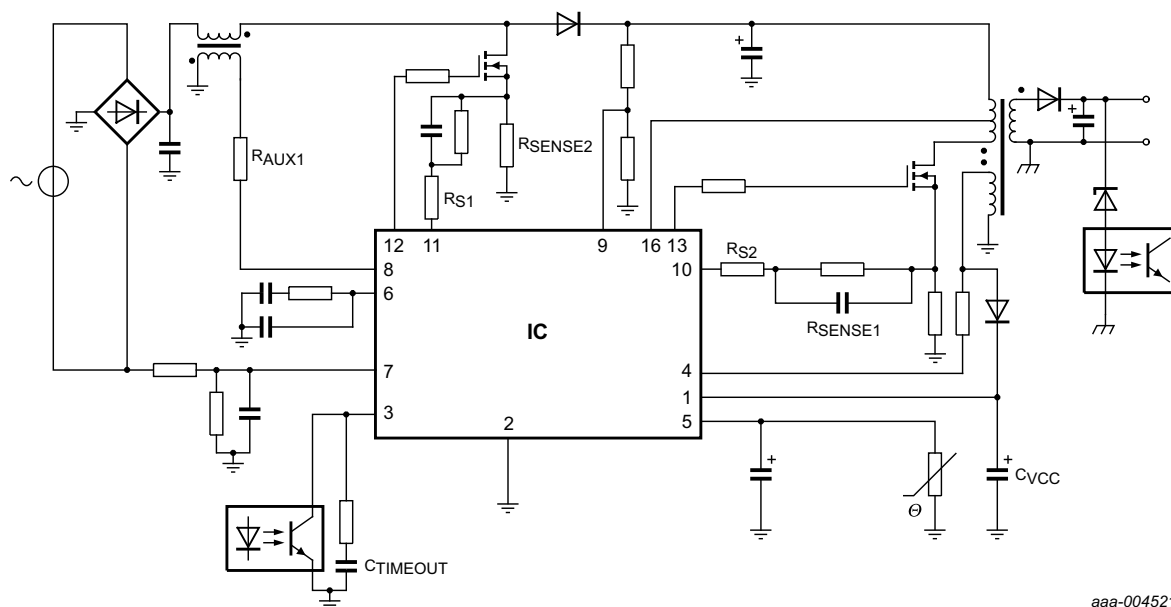 RSENSE2
RAUX1
RS1
12
11
9
16
13
8
10
RS2
6
IC
RSENSE1
7
4
1
3
2
5
CVCC
Θ
CTIMEOUT
aaa-004521